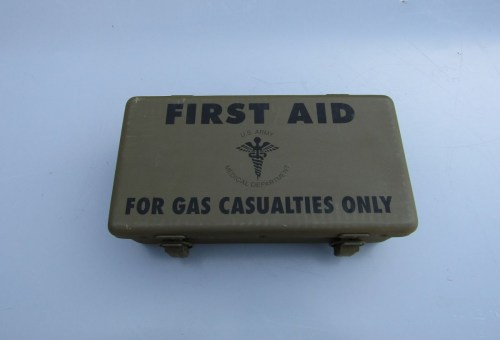 FIRST AID
U.S. ARMY
MEDICAL DEPARTMENT
FOR GAS CASUALTIES ONLY